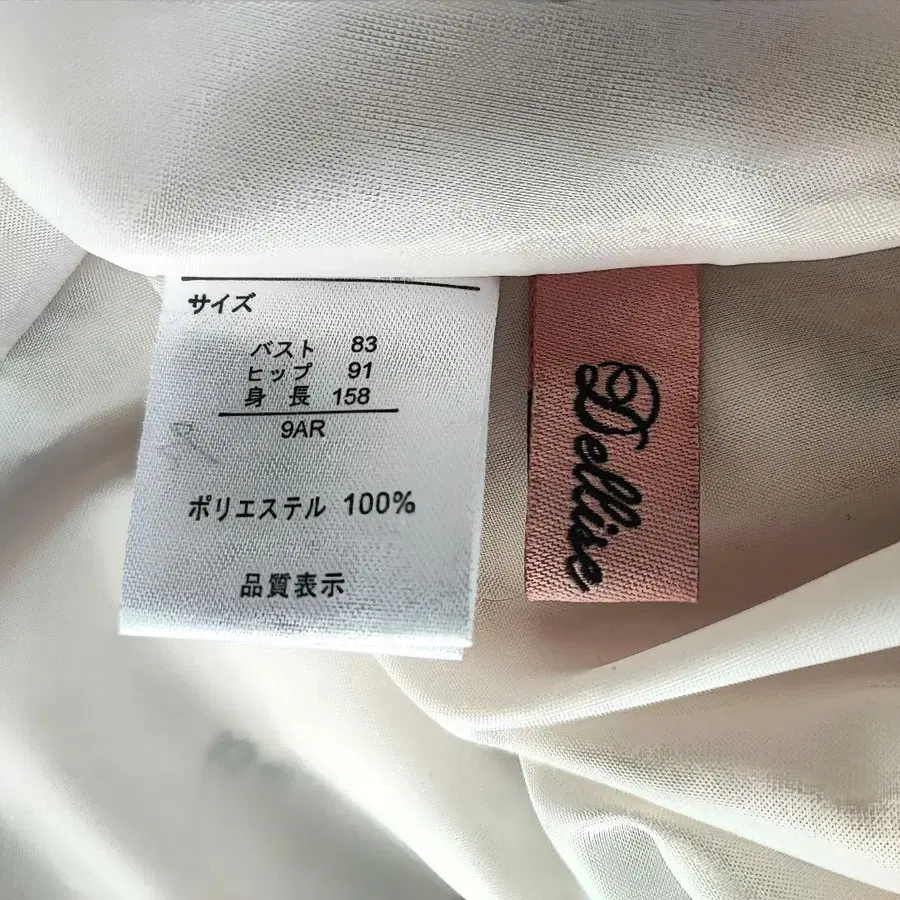 サイズ
バスト 83
ヒップ 91
身長 158
9AR
ポリエステル 100%
品質表示
Dellise